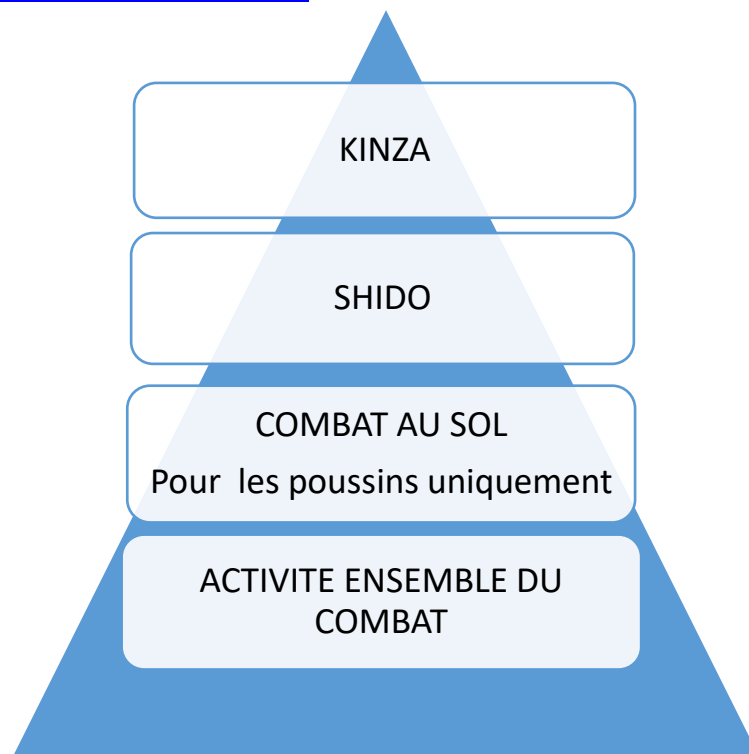 KINZA
SHIDO
COMBAT AU SOL
Pour les poussins uniquement
ACTIVITE ENSEMBLE DU
COMBAT